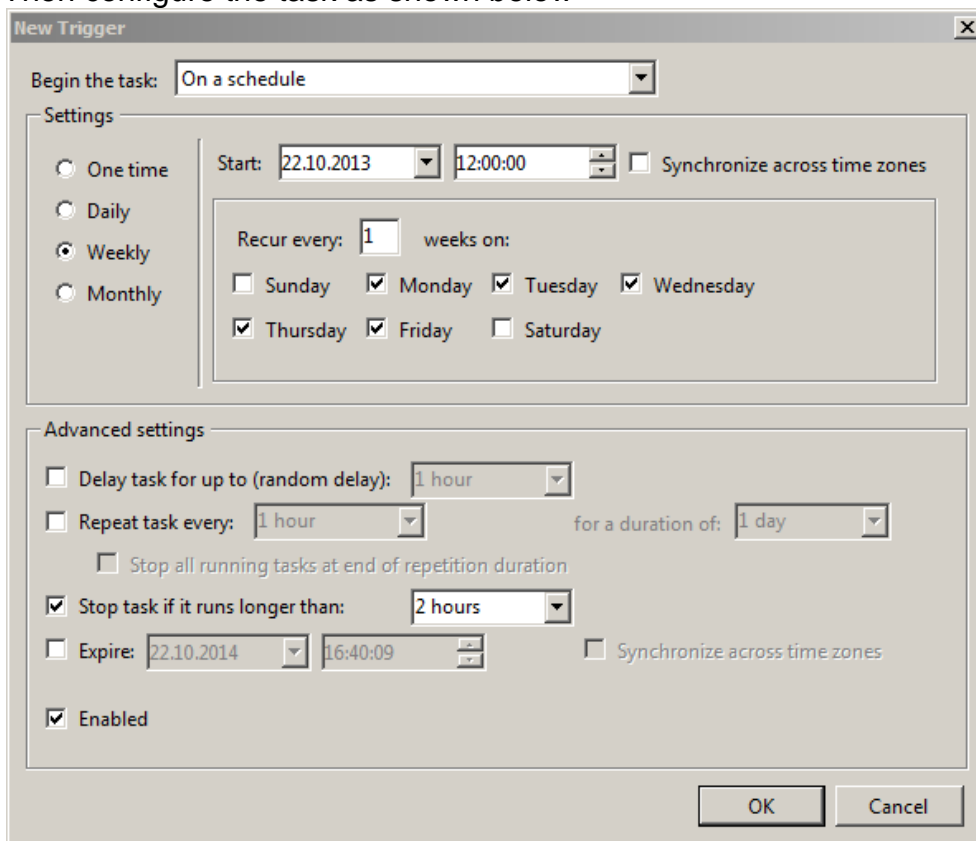 Then configure the task as shown below
New Trigger
Begin the task: On a schedule
Settings
One time
Daily
Weekly
Monthly
Start: 22.10.2013 12:00:00 Synchronize across time zones
Recur every: 1 weeks on:
Sunday Monday Tuesday Wednesday
Thursday Friday Saturday
Advanced settings
Delay task for up to (random delay): 1 hour
Repeat task every: 1 hour for a duration of: 1 day
Stop all running tasks at end of repetition duration
Stop task if it runs longer than: 2 hours
Expire: 22.10.2014 16:40:09 Synchronize across time zones
Enabled
OK Cancel